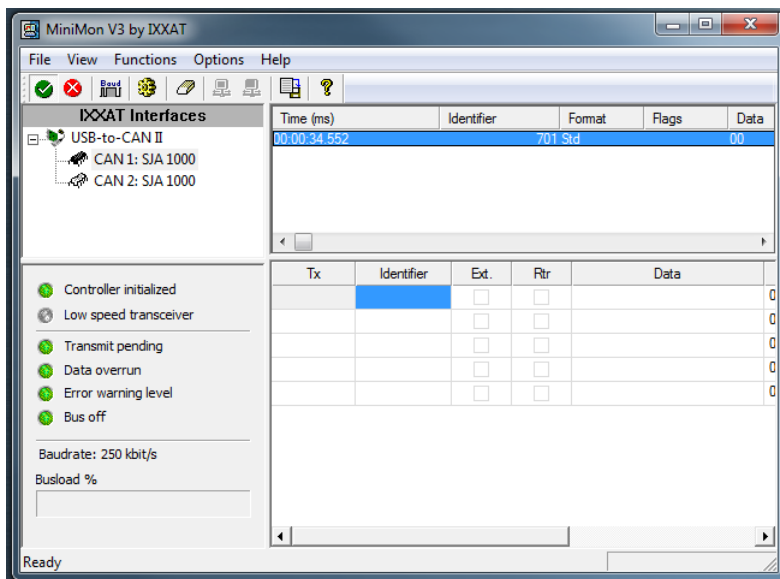 MiniMon V3 by IXXAT
File View Functions Options Help
Baud
IXXAT Interfaces
USB-to-CAN II
CAN 1: SJA 1000
CAN 2: SJA 1000
Time (ms) Identifier Format Flags Data
00:00:34.552 701 Std 00
Controller initialized
Low speed transceiver
Transmit pending
Data overrun
Error warning level
Bus off
Baudrate: 250 kbit/s
Busload %
Tx Identifier Ext. Rtr Data
0
0
0
0
0
Ready